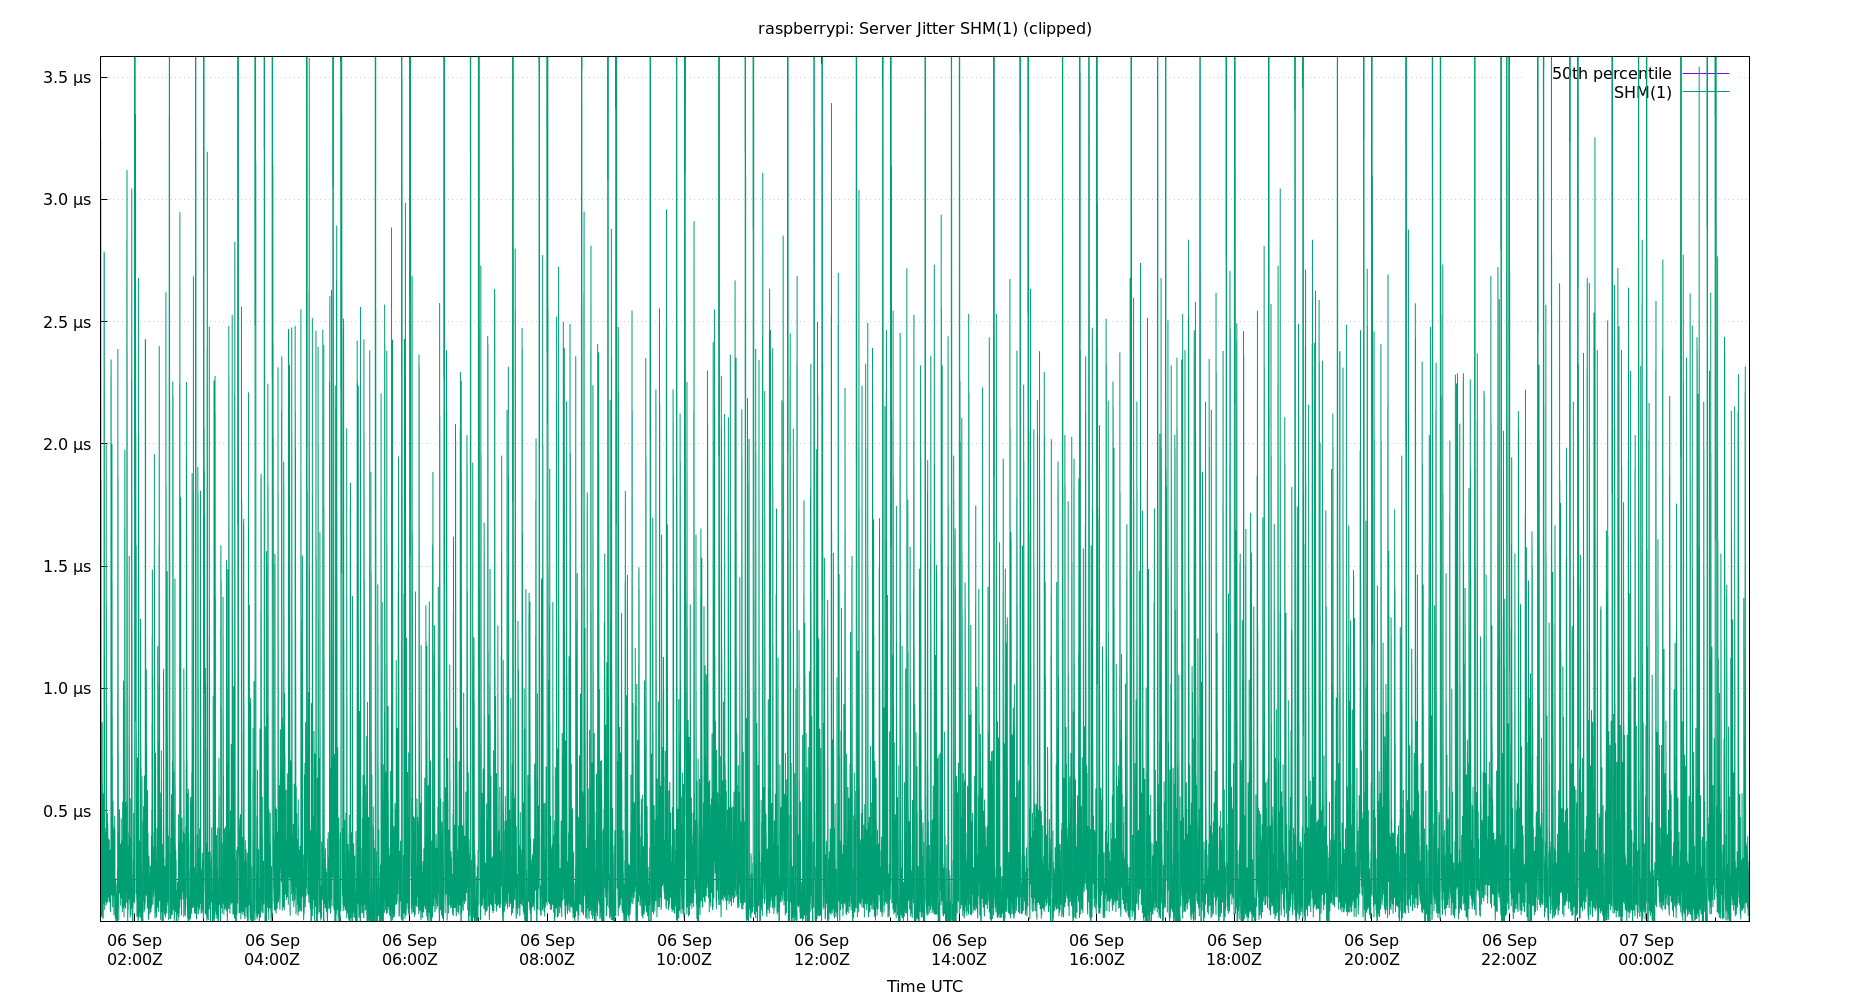 raspberrypi: Server Jitter SHM(1) (clipped)
50th percentile
SHM(1)
3.5 µs
3.0 µs
2.5 µs
2.0 µs
1.5 µs
1.0 µs
0.5 µs
06 Sep 06 Sep 06 Sep 06 Sep 06 Sep 06 Sep 06 Sep 06 Sep 06 Sep 06 Sep 06 Sep 07 Sep
02:00Z 04:00Z 06:00Z 08:00Z 10:00Z 12:00Z 14:00Z 16:00Z 18:00Z 20:00Z 22:00Z 00:00Z
Time UTC